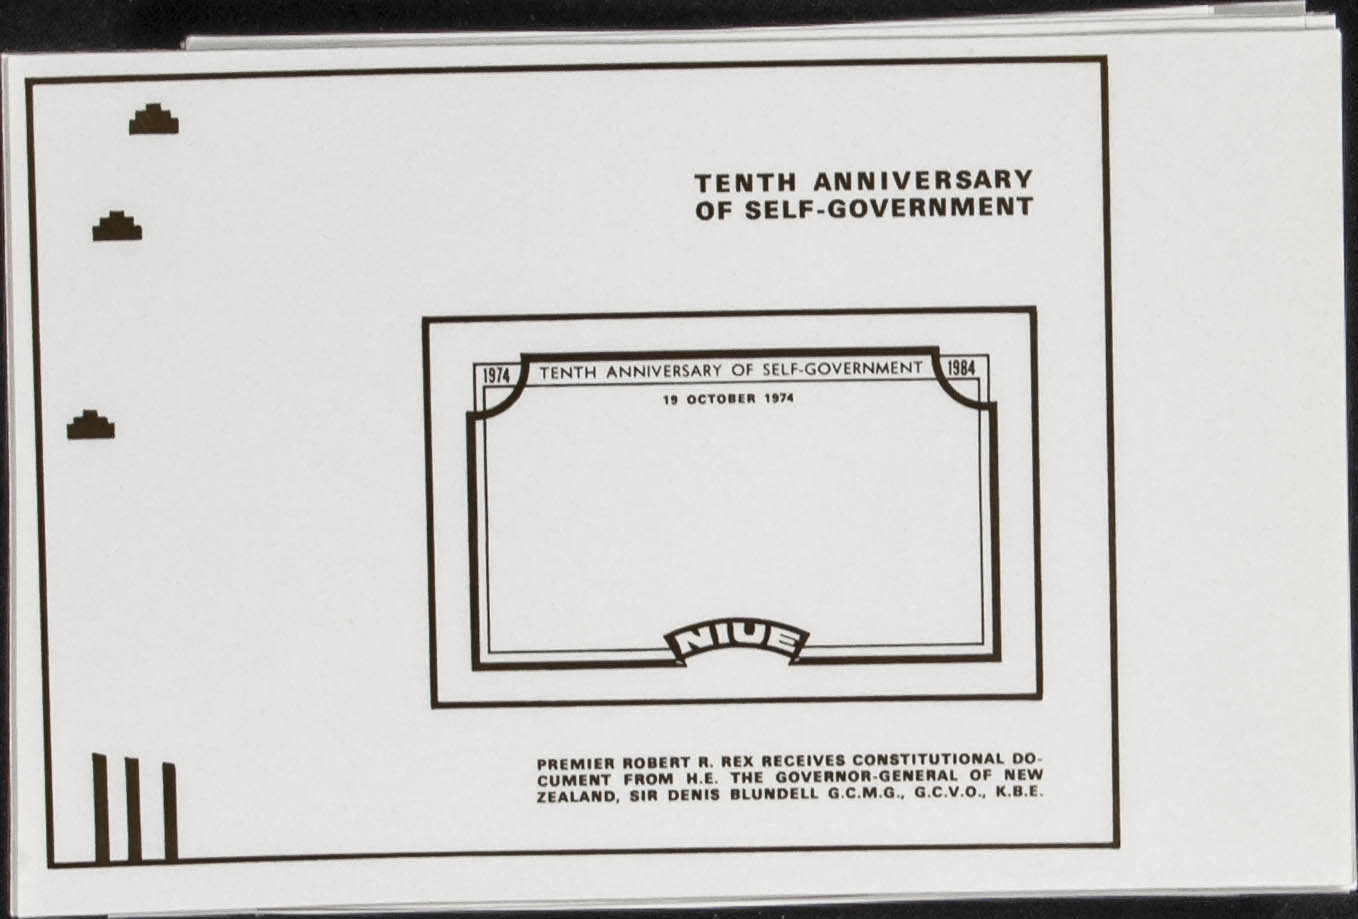 TENTH ANNIVERSARY
OF SELF-GOVERNMENT
1974 TENTH ANNIVERSARY OF SELF-GOVERNMENT 1984
19 OCTOBER 1974
NIUE
PREMIER ROBERT R. REX RECEIVES CONSTITUTIONAL DO-
CUMENT FROM H.E. THE GOVERNOR-GENERAL OF NEW
ZEALAND, SIR DENIS BLUNDELL G.C.M.G., G.C.V.O., K.B.E.